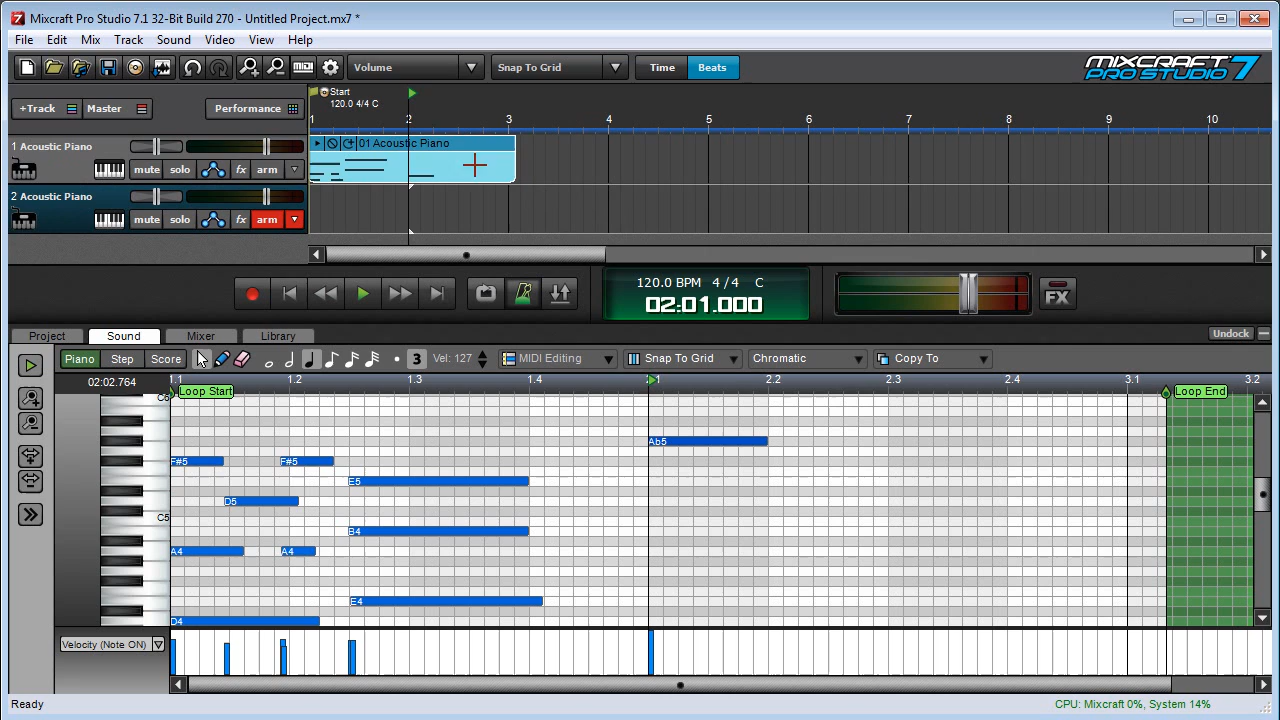 Mixcraft Pro Studio 7.1 32-Bit Build 270 - Untitled Project.mx7 *
File Edit Mix Track Sound Video View Help
Volume Snap To Grid Time Beats MIXCRAFT PRO STUDIO 7
+Track Master Performance
Start
120.0 4/4 C
1 2 3 4 5 6 7 8 9 10
1 Acoustic Piano
01 Acoustic Piano
mute solo fx arm
2 Acoustic Piano
mute solo fx arm
120.0 BPM 4 / 4 C
02:01.000
FX
Project Sound Mixer Library Undock
Piano Step Score 3 Vel: 127 MIDI Editing Snap To Grid Chromatic Copy To
02:02.764 1.1 1.2 1.3 1.4 2.1 2.2 2.3 2.4 3.1 3.2
Loop Start Loop End
C6
Ab5
F#5 F#5
E5
D5
C5
B4
A4 A4
E4
D4
Velocity (Note ON)
Ready CPU: Mixcraft 0%, System 14%